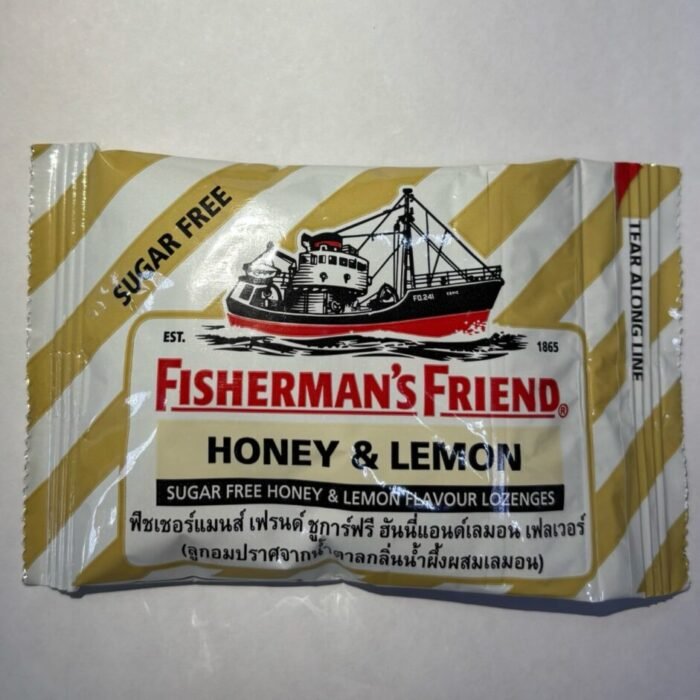 SUGAR FREE
TEAR ALONG LINE
FD.241
EST. 1865
FISHERMAN'S FRIEND®
HONEY & LEMON
SUGAR FREE HONEY & LEMON FLAVOUR LOZENGES
ฟิชเชอร์แมนส์ เฟรนด์ ชูการ์ฟรี ฮันนี่แอนด์เลมอน เฟลเวอร์
(ลูกอมปราศจากน้ำตาลกลิ่นน้ำผึ้งผสมเลมอน)